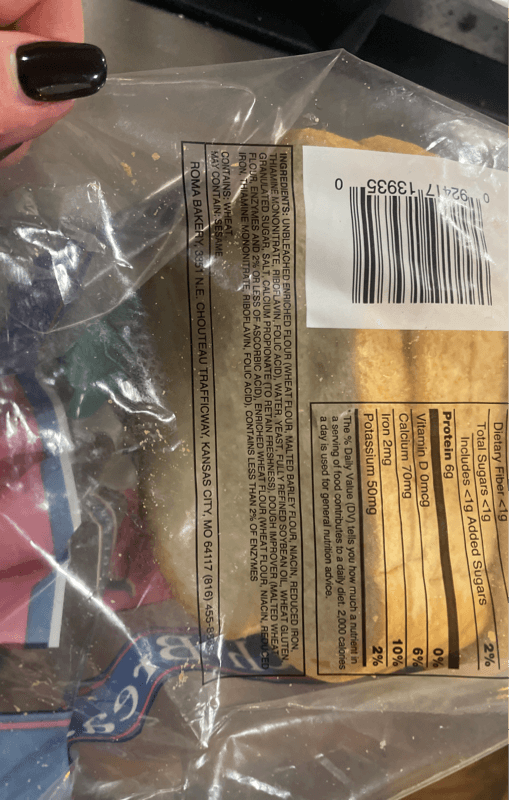 Dietary Fiber <1g 2%
Total Sugars <1g
Includes <1g Added Sugars
Protein 6g
Vitamin D 0mcg 0%
Calcium 70mg 6%
Iron 2mg 10%
Potassium 50mg 2%
*The % Daily Value (DV) tells you how much a nutrient in
a serving of food contributes to a daily diet. 2,000 calories
a day is used for general nutrition advice.
0 92417 13935 0
INGREDIENTS: UNBLEACHED ENRICHED FLOUR (WHEAT FLOUR, MALTED BARLEY FLOUR, NIACIN, REDUCED IRON,
THIAMINE MONONITRATE, RIBOFLAVIN, FOLIC ACID), WATER, YEAST, FULLY REFINED SOYBEAN OIL, WHEAT GLUTEN,
GRANULATED SUGAR, SALT, CALCIUM PROPIONATE (TO RETAIN FRESHNESS), DOUGH IMPROVER (MALTED WHEAT
FLOUR, ENZYMES AND 2% OR LESS OF ASCORBIC ACID), ENRICHED WHEAT FLOUR (WHEAT FLOUR, NIACIN, REDUCED
IRON, THIAMINE MONONITRATE, RIBOFLAVIN, FOLIC ACID), CONTAINS LESS THAN 2% OF ENZYMES
CONTAINS: WHEAT.
MAY CONTAIN: SESAME
ROMA BAKERY, 3351 N.E. CHOUTEAU TRAFFICWAY, KANSAS CITY, MO 64117 (816) 455-